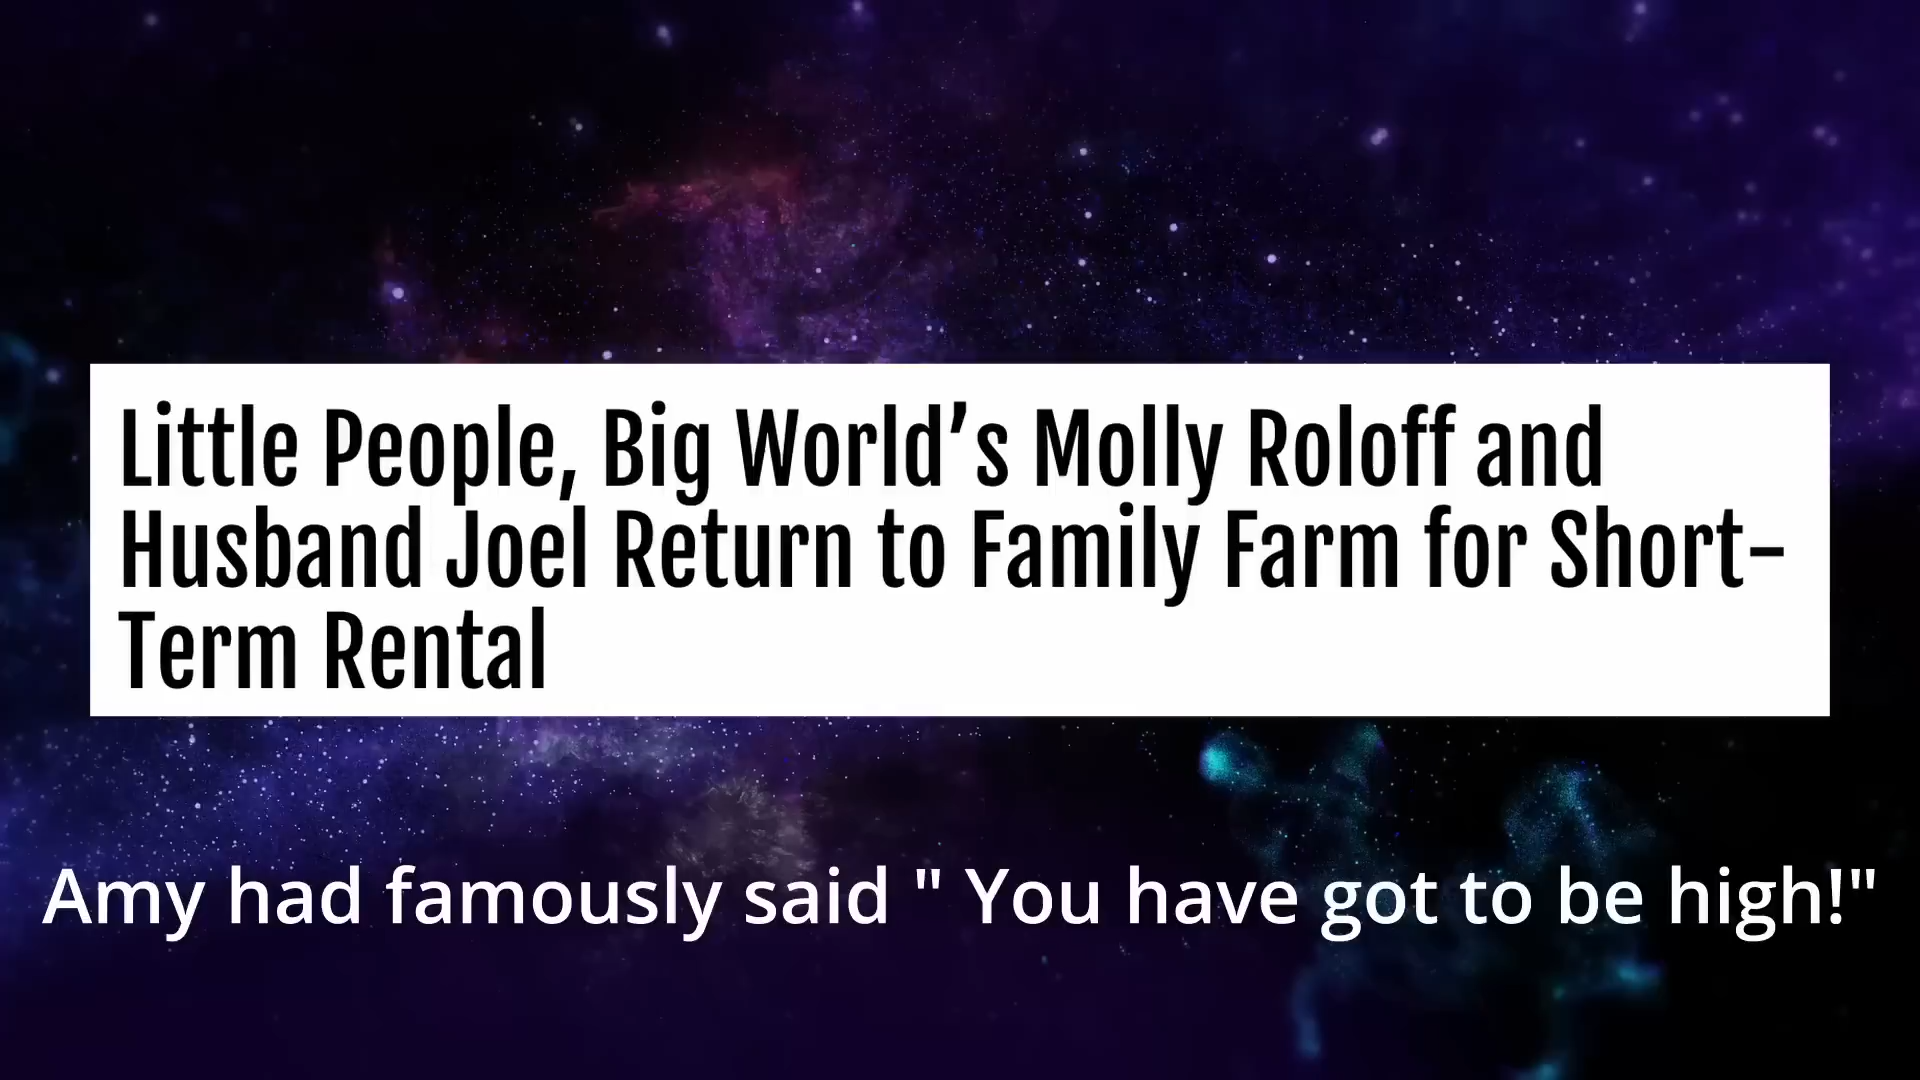 Little People, Big World’s Molly Roloff and
Husband Joel Return to Family Farm for Short-
Term Rental
Amy had famously said " You have got to be high!"